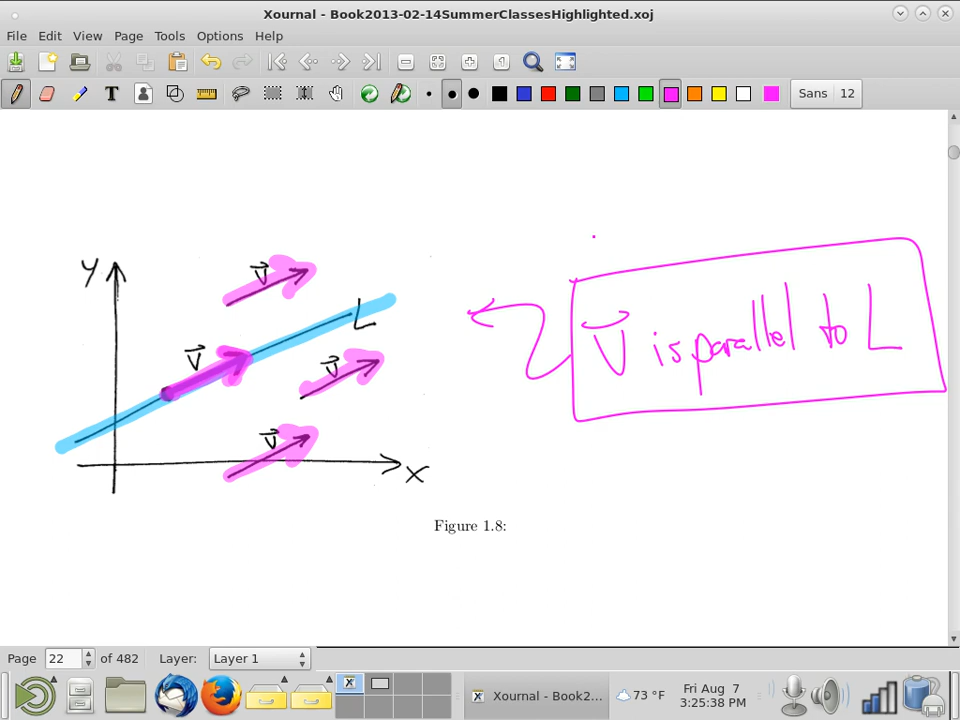 Xournal - Book2013-02-14SummerClassesHighlighted.xoj
File Edit View Page Tools Options Help
T Sans 12
y
v
L
v
v
v
x
v is parallel to L
Figure 1.8:
Page 22 of 482 Layer: Layer 1
Xournal - Book2... 73 °F Fri Aug 7
3:25:38 PM